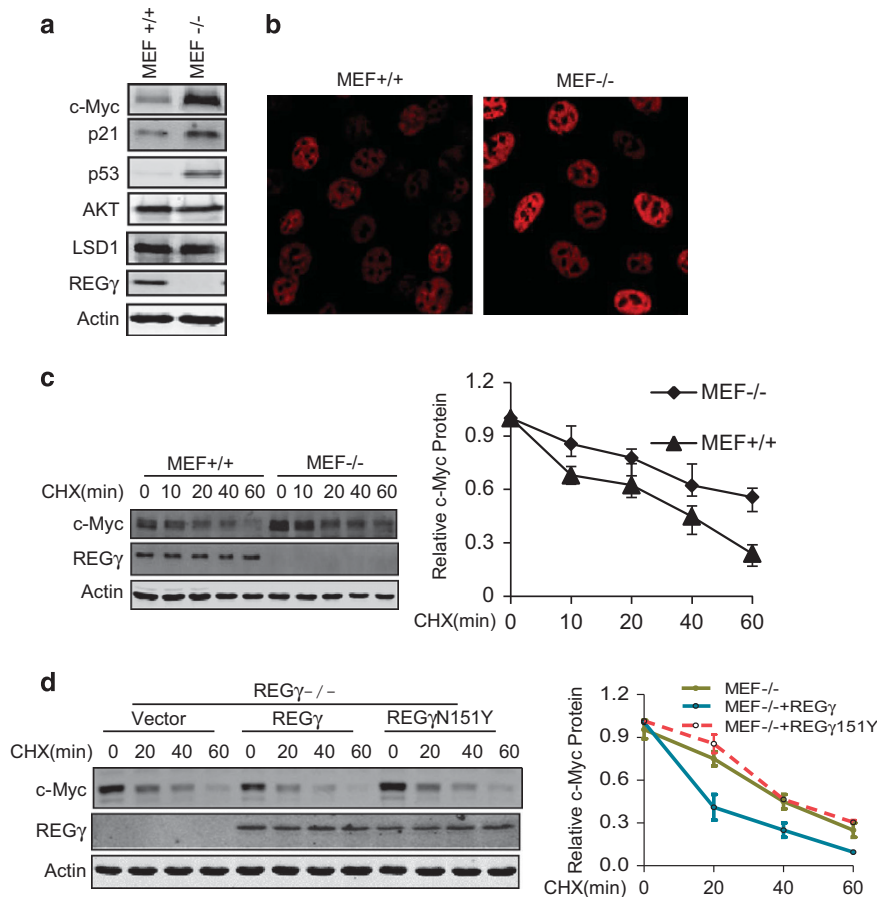 a
MEF +/+
MEF -/-
c-Myc
p21
p53
AKT
LSD1
REGγ
Actin
b
MEF+/+
MEF-/-
c
MEF+/+ MEF-/-
CHX(min) 0 10 20 40 60 0 10 20 40 60
c-Myc
REGγ
Actin
Relative c-Myc Protein
1.2
0.9
0.6
0.3
0
CHX(min) 0 10 20 40 60
MEF-/-
MEF+/+
d
REGγ-/-
Vector REGγ REGγN151Y
CHX(min) 0 20 40 60 0 20 40 60 0 20 40 60
c-Myc
REGγ
Actin
Relative c-Myc Protein
1.2
0.9
0.6
0.3
0.0
CHX(min) 0 20 40 60
MEF-/-
MEF-/-+REGγ
MEF-/-+REGγ151Y